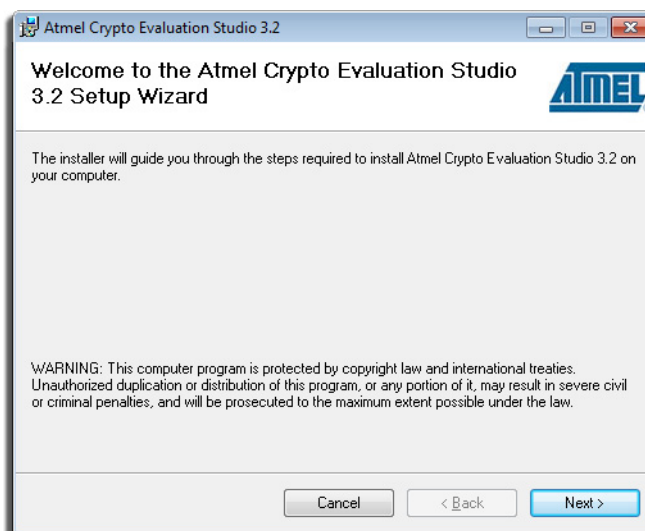 Atmel Crypto Evaluation Studio 3.2
Welcome to the Atmel Crypto Evaluation Studio
3.2 Setup Wizard
ATMEL
The installer will guide you through the steps required to install Atmel Crypto Evaluation Studio 3.2 on
your computer.
WARNING: This computer program is protected by copyright law and international treaties.
Unauthorized duplication or distribution of this program, or any portion of it, may result in severe civil
or criminal penalties, and will be prosecuted to the maximum extent possible under the law.
Cancel
< Back
Next >